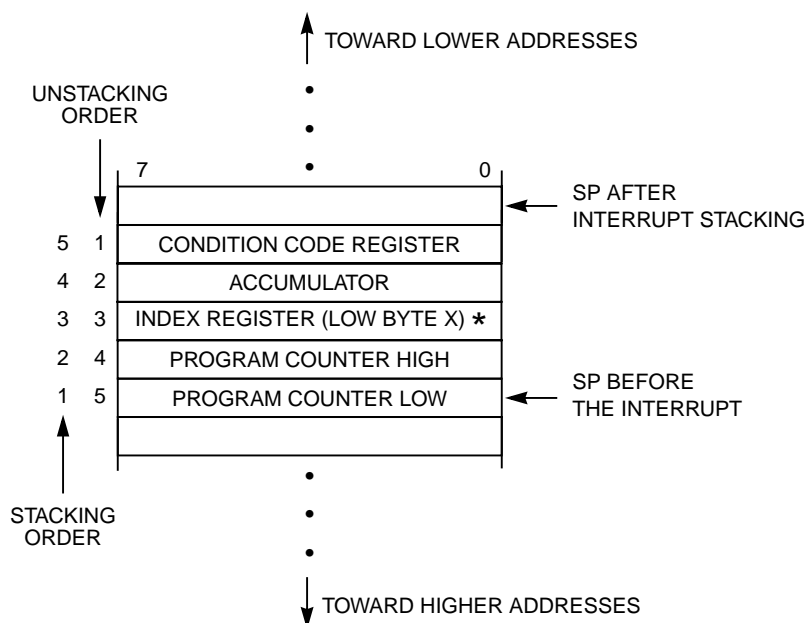 TOWARD LOWER ADDRESSES
UNSTACKING
ORDER
7 0
SP AFTER
INTERRUPT STACKING
5 1 CONDITION CODE REGISTER
4 2 ACCUMULATOR
3 3 INDEX REGISTER (LOW BYTE X) *
2 4 PROGRAM COUNTER HIGH
1 5 PROGRAM COUNTER LOW
SP BEFORE
THE INTERRUPT
STACKING
ORDER
TOWARD HIGHER ADDRESSES